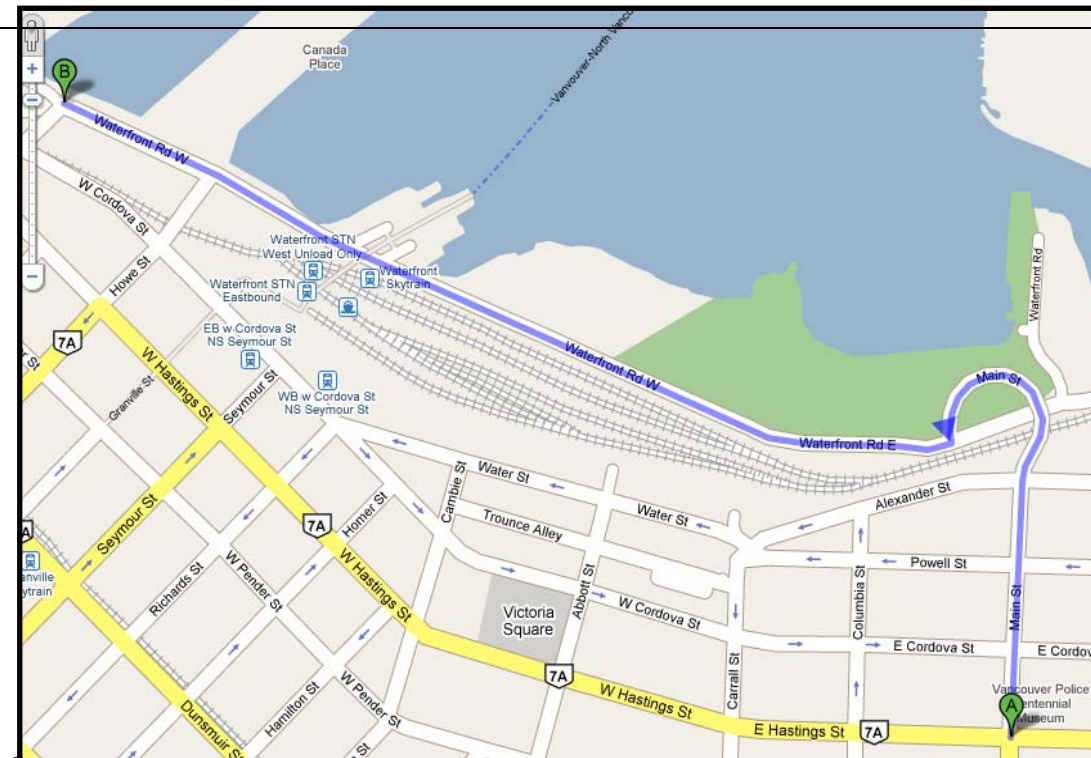 Canada
Place
Vanvouver-North Vanco
B
Waterfront Rd W
W Cordova St
Waterfront STN
West Unload Only
Waterfront
Skytrain
Waterfront STN
Eastbound
Waterfront Rd
Howe St
EB w Cordova St
NS Seymour St
7A
Waterfront Rd W
W Hastings St
Granville St
Seymour St
WB w Cordova St
NS Seymour St
Main St
Waterfront Rd E
Water St
Cambie St
Alexander St
Homer St
Trounce Alley
Water St
7A
Seymour St
Powell St
anville
ytrain
Richards St
W Pender St
W Hastings St
Abbott St
Columbia St
Main St
Victoria
Square
W Cordova St
E Cordova St
E Cordov
7A
Carrall St
Hamilton St
W Pender St
W Hastings St
Vancouver Police
Centennial
Museum
A
Dunsmuir St
E Hastings St
7A